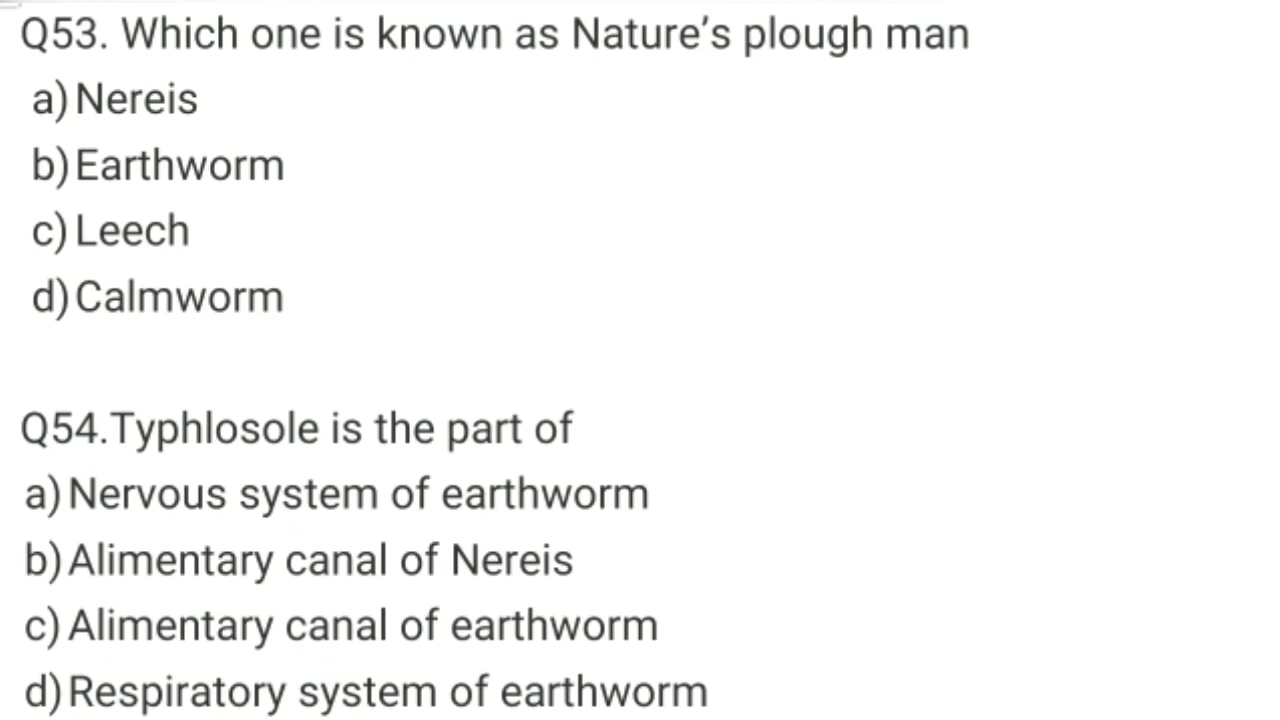 Q53. Which one is known as Nature’s plough man
a) Nereis
b) Earthworm
c) Leech
d) Calmworm
Q54.Typhlosole is the part of
a) Nervous system of earthworm
b) Alimentary canal of Nereis
c) Alimentary canal of earthworm
d) Respiratory system of earthworm